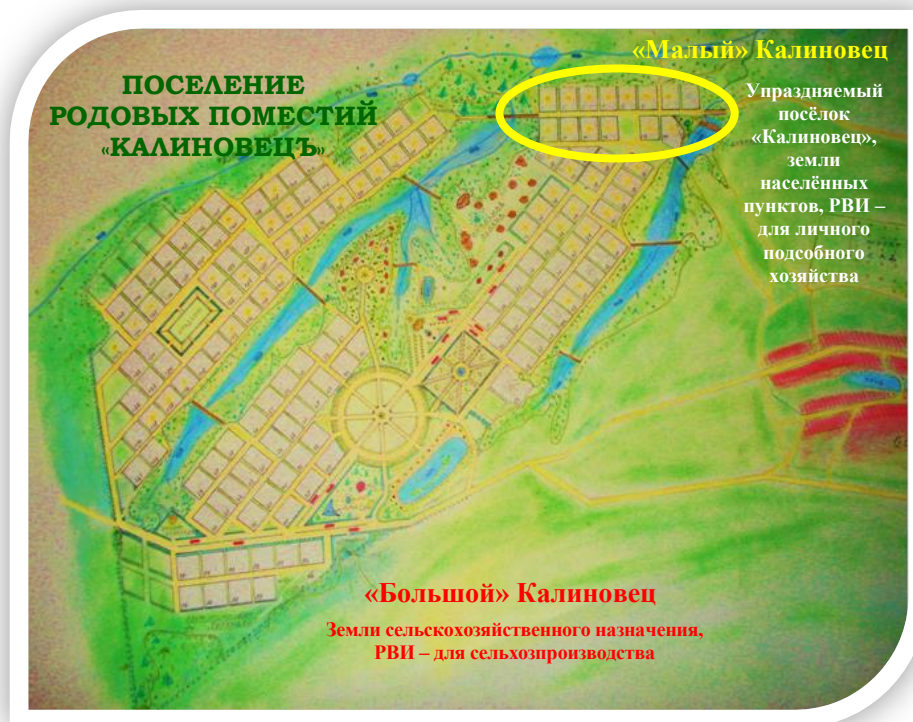 ПОСЕЛЕНИЕ
РОДОВЫХ ПОМЕСТИЙ
«КАЛИНОВЕЦЪ»
«Малый» Калиновец
Упраздняемый
посёлок
«Калиновец»,
земли
населённых
пунктов, РВИ –
для личного
подсобного
хозяйства
«Большой» Калиновец
Земли сельскохозяйственного назначения,
РВИ – для сельхозпроизводства